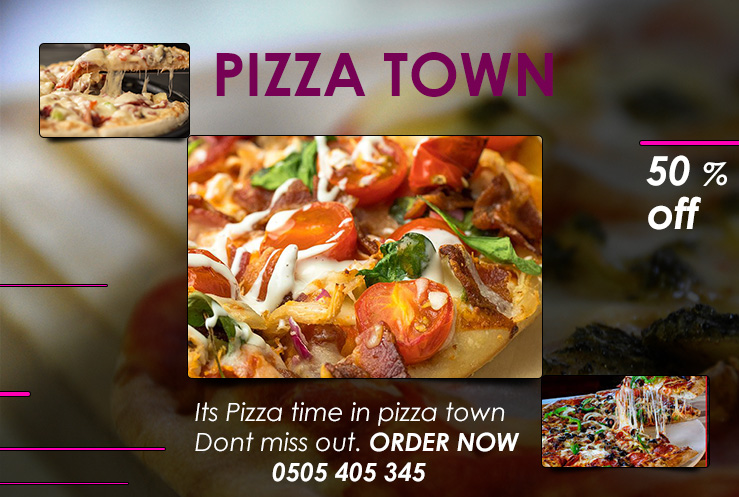 PIZZA TOWN
50 %
off
Its Pizza time in pizza town
Dont miss out. ORDER NOW
0505 405 345